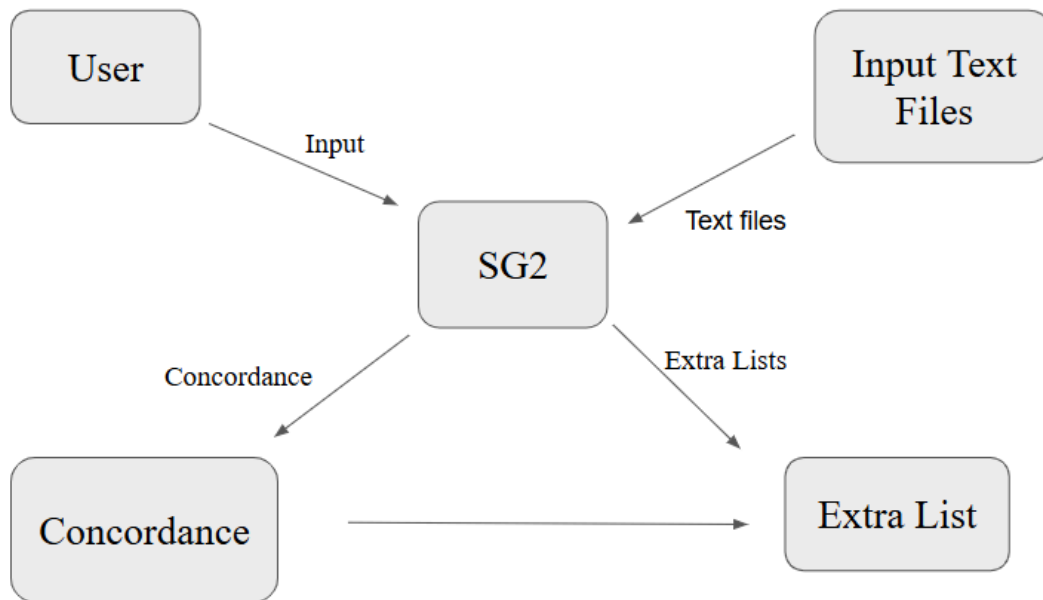 User
Input Text
Files
Input
Text files
SG2
Concordance
Extra Lists
Concordance
Extra List